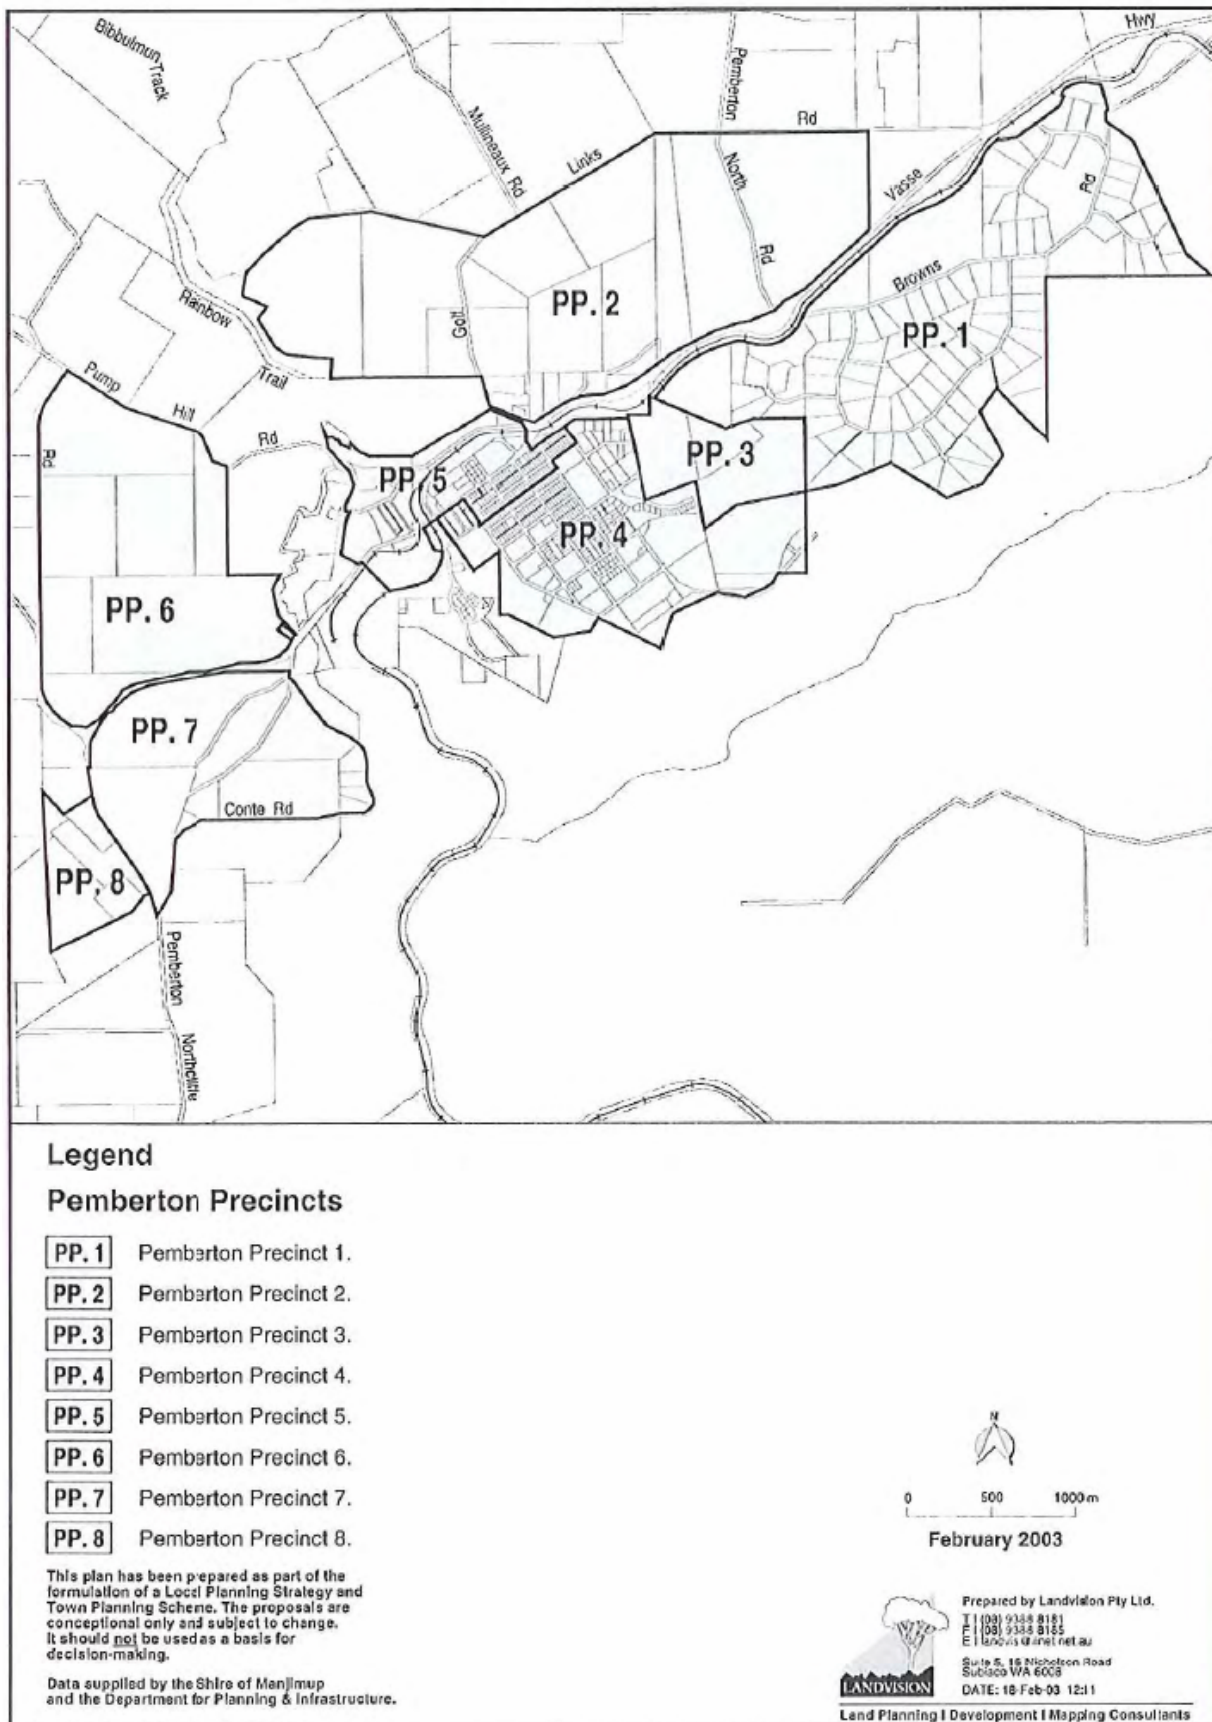 Hwy
Bibbulmun
Track
Pemberton
Rd
Mullineaux Rd
Links
North
Vasse
Rd
Rd
Browns
Rainbow
PP. 2
Golf
PP. 1
Pump
Trail
Hill
Rd
Rd
PP. 3
PP. 5
PP. 4
PP. 6
PP. 7
Conte Rd
PP. 8
Pemberton
Northcliffe
Legend
Pemberton Precincts
PP. 1 Pemberton Precinct 1.
PP. 2 Pemberton Precinct 2.
PP. 3 Pemberton Precinct 3.
PP. 4 Pemberton Precinct 4.
PP. 5 Pemberton Precinct 5.
PP. 6 Pemberton Precinct 6.
PP. 7 Pemberton Precinct 7.
PP. 8 Pemberton Precinct 8.
This plan has been prepared as part of the
formulation of a Local Planning Strategy and
Town Planning Scheme. The proposals are
conceptional only and subject to change.
It should not be used as a basis for
decision-making.
Data supplied by the Shire of Manjimup
and the Department for Planning & Infrastructure.
N
0 500 1000m
February 2003
Prepared by Landvision Pty Ltd.
T I (08) 9388 8181
F I (08) 9388 8185
E I
Suite 5, 16 Nicholson Road
Subiaco WA 6008
DATE: 18-Feb-03 12:11
LANDVISION
Land Planning I Development I Mapping Consultants